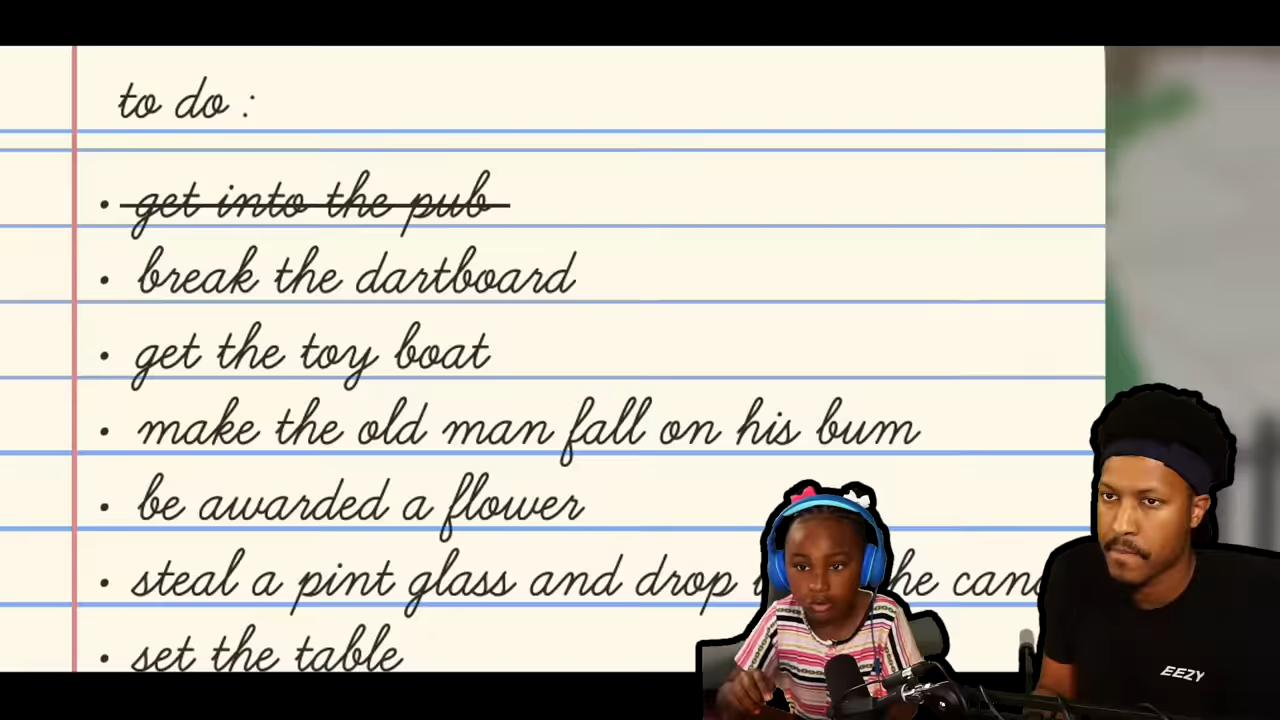 to do :
• get into the pub
• break the dartboard
• get the toy boat
• make the old man fall on his bum
• be awarded a flower
• steal a pint glass and drop he
• set the table
EEZY